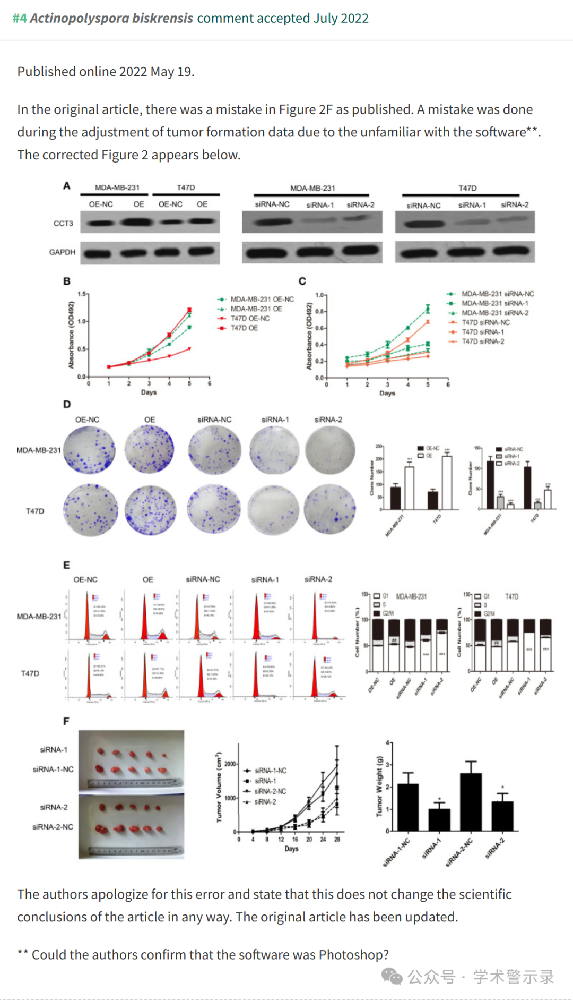 #4 Actinopolyspora biskrensis comment accepted July 2022
Published online 2022 May 19.
In the original article, there was a mistake in Figure 2F as published. A mistake was done
during the adjustment of tumor formation data due to the unfamiliar with the software**.
The corrected Figure 2 appears below.
A
MDA-MB-231 T47D
MDA-MB-231
T47D
OE-NC OE OE-NC OE
siRNA-NC siRNA-1 siRNA-2
siRNA-NC siRNA-1 siRNA-2
CCT3
GAPDH
B
Absorbance (OD492)
1.5
1.0
0.5
0.0
0 1 2 3 4 5 6
Days
MDA-MB-231 OE-NC
MDA-MB-231 OE
T47D OE-NC
T47D OE
C
Absorbance (OD492)
1.0
0.8
0.6
0.4
0.2
0.0
0 1 2 3 4 5 6
Days
MDA-MB-231 siRNA-NC
MDA-MB-231 siRNA-1
MDA-MB-231 siRNA-2
T47D siRNA-NC
T47D siRNA-1
T47D siRNA-2
D
OE-NC OE siRNA-NC siRNA-1 siRNA-2
MDA-MB-231
T47D
Clone Number
250
200
150
100
50
0
OE-NC
OE
*** ***
MDA-MB-231 T47D
Clone Number
150
100
50
0
siRNA-NC
siRNA-1
siRNA-2
*** *** *** ***
MDA-MB-231 T47D
E
OE-NC OE siRNA-NC siRNA-1 siRNA-2
MDA-MB-231
T47D
Cell Number (%)
150
100
50
0
G1 MDA-MB-231
S
G2/M
##
*** ***
OE-NC OE siRNA-NC siRNA-1 siRNA-2
Cell Number (%)
150
100
50
0
G1 T47D
S
G2/M
##
*** ***
OE-NC OE siRNA-NC siRNA-1 siRNA-2
F
siRNA-1
siRNA-1-NC
siRNA-2
siRNA-2-NC
Tumor Volume (cm³)
2000
1000
0
0 4 8 12 16 20 24 28
Days
siRNA-1-NC
siRNA-1
siRNA-2-NC
siRNA-2
Tumor Weight (g)
4
3
2
1
0
* *
siRNA-1-NC siRNA-1 siRNA-2-NC siRNA-2
The authors apologize for this error and state that this does not change the scientific
conclusions of the article in any way. The original article has been updated.
** Could the authors confirm that the software was Photoshop?
公众号 · 学术警示录